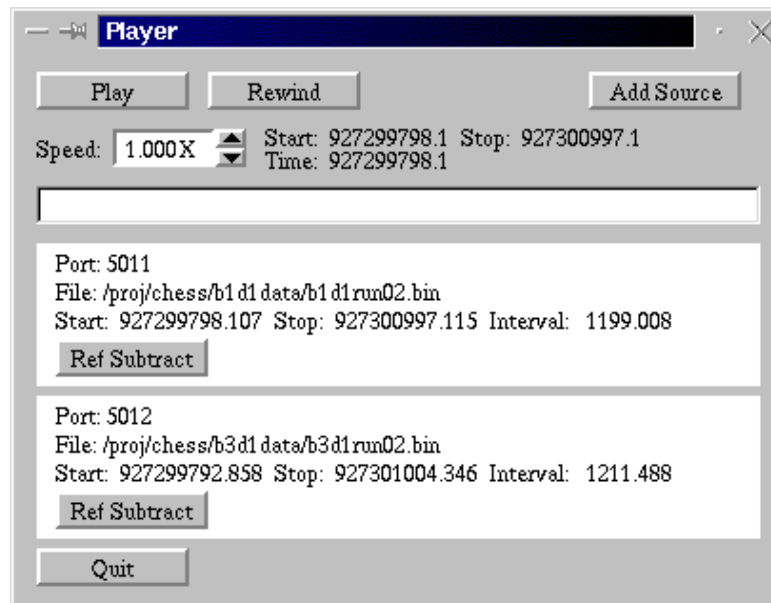 Player
Play Rewind Add Source
Speed: 1.000X Start: 927299798.1 Stop: 927300997.1
Time: 927299798.1
Port: 5011
File: /proj/chess/b1d1data/b1d1run02.bin
Start: 927299798.107 Stop: 927300997.115 Interval: 1199.008
Ref Subtract
Port: 5012
File: /proj/chess/b3d1data/b3d1run02.bin
Start: 927299792.858 Stop: 927301004.346 Interval: 1211.488
Ref Subtract
Quit